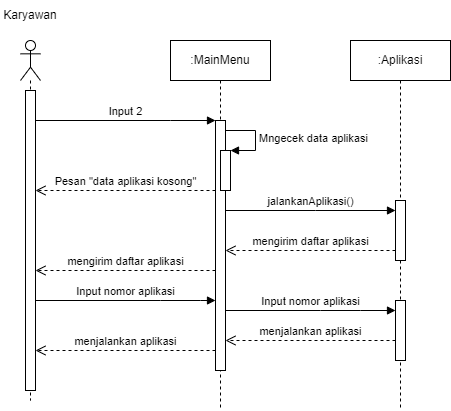 Karyawan
:MainMenu
:Aplikasi
Input 2
Mngecek data aplikasi
Pesan "data aplikasi kosong"
jalankanAplikasi()
mengirim daftar aplikasi
mengirim daftar aplikasi
Input nomor aplikasi
Input nomor aplikasi
menjalankan aplikasi
menjalankan aplikasi